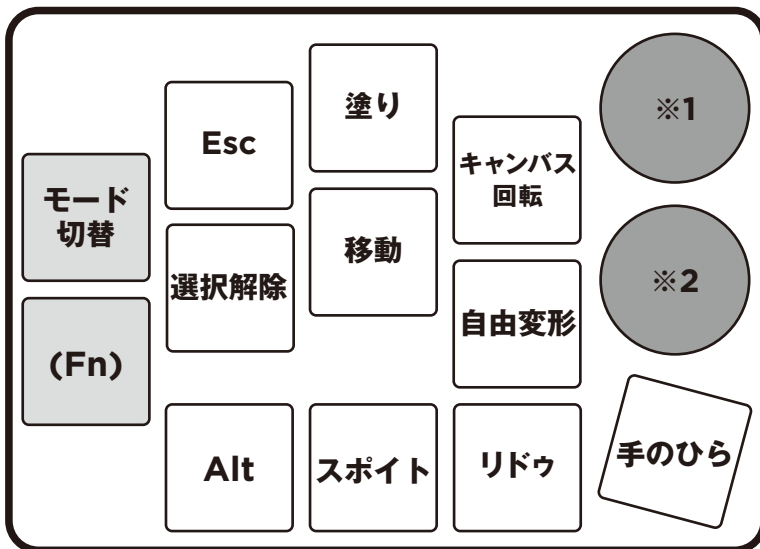 モード
切替
(Fn)
Esc
選択解除
Alt
塗り
移動
スポイト
キャンバス
回転
自由変形
リドゥ
※1
※2
手のひら